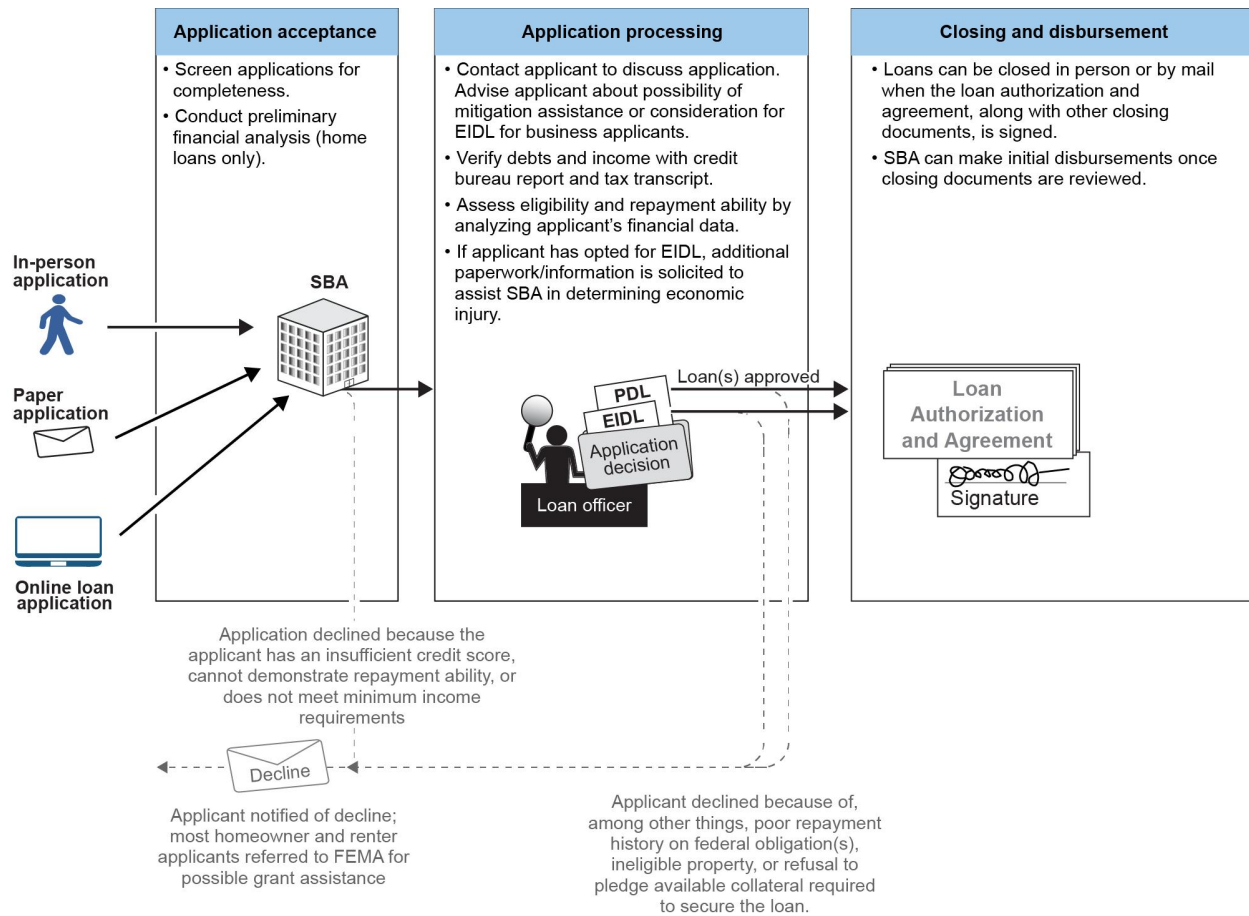 Application acceptance
• Screen applications for
completeness.
• Conduct preliminary
financial analysis (home
loans only).
In-person
application
Paper
application
Online loan
application
SBA
Application processing
• Contact applicant to discuss application.
Advise applicant about possibility of
mitigation assistance or consideration for
EIDL for business applicants.
• Verify debts and income with credit
bureau report and tax transcript.
• Assess eligibility and repayment ability by
analyzing applicant’s financial data.
• If applicant has opted for EIDL, additional
paperwork/information is solicited to
assist SBA in determining economic
injury.
PDL
EIDL
Application
decision
Loan officer
Loan(s) approved
Closing and disbursement
• Loans can be closed in person or by mail
when the loan authorization and
agreement, along with other closing
documents, is signed.
• SBA can make initial disbursements once
closing documents are reviewed.
Loan
Authorization
and Agreement
Signature
Application declined because the
applicant has an insufficient credit score,
cannot demonstrate repayment ability, or
does not meet minimum income
requirements
Decline
Applicant notified of decline;
most homeowner and renter
applicants referred to FEMA for
possible grant assistance
Applicant declined because of,
among other things, poor repayment
history on federal obligation(s),
ineligible property, or refusal to
pledge available collateral required
to secure the loan.